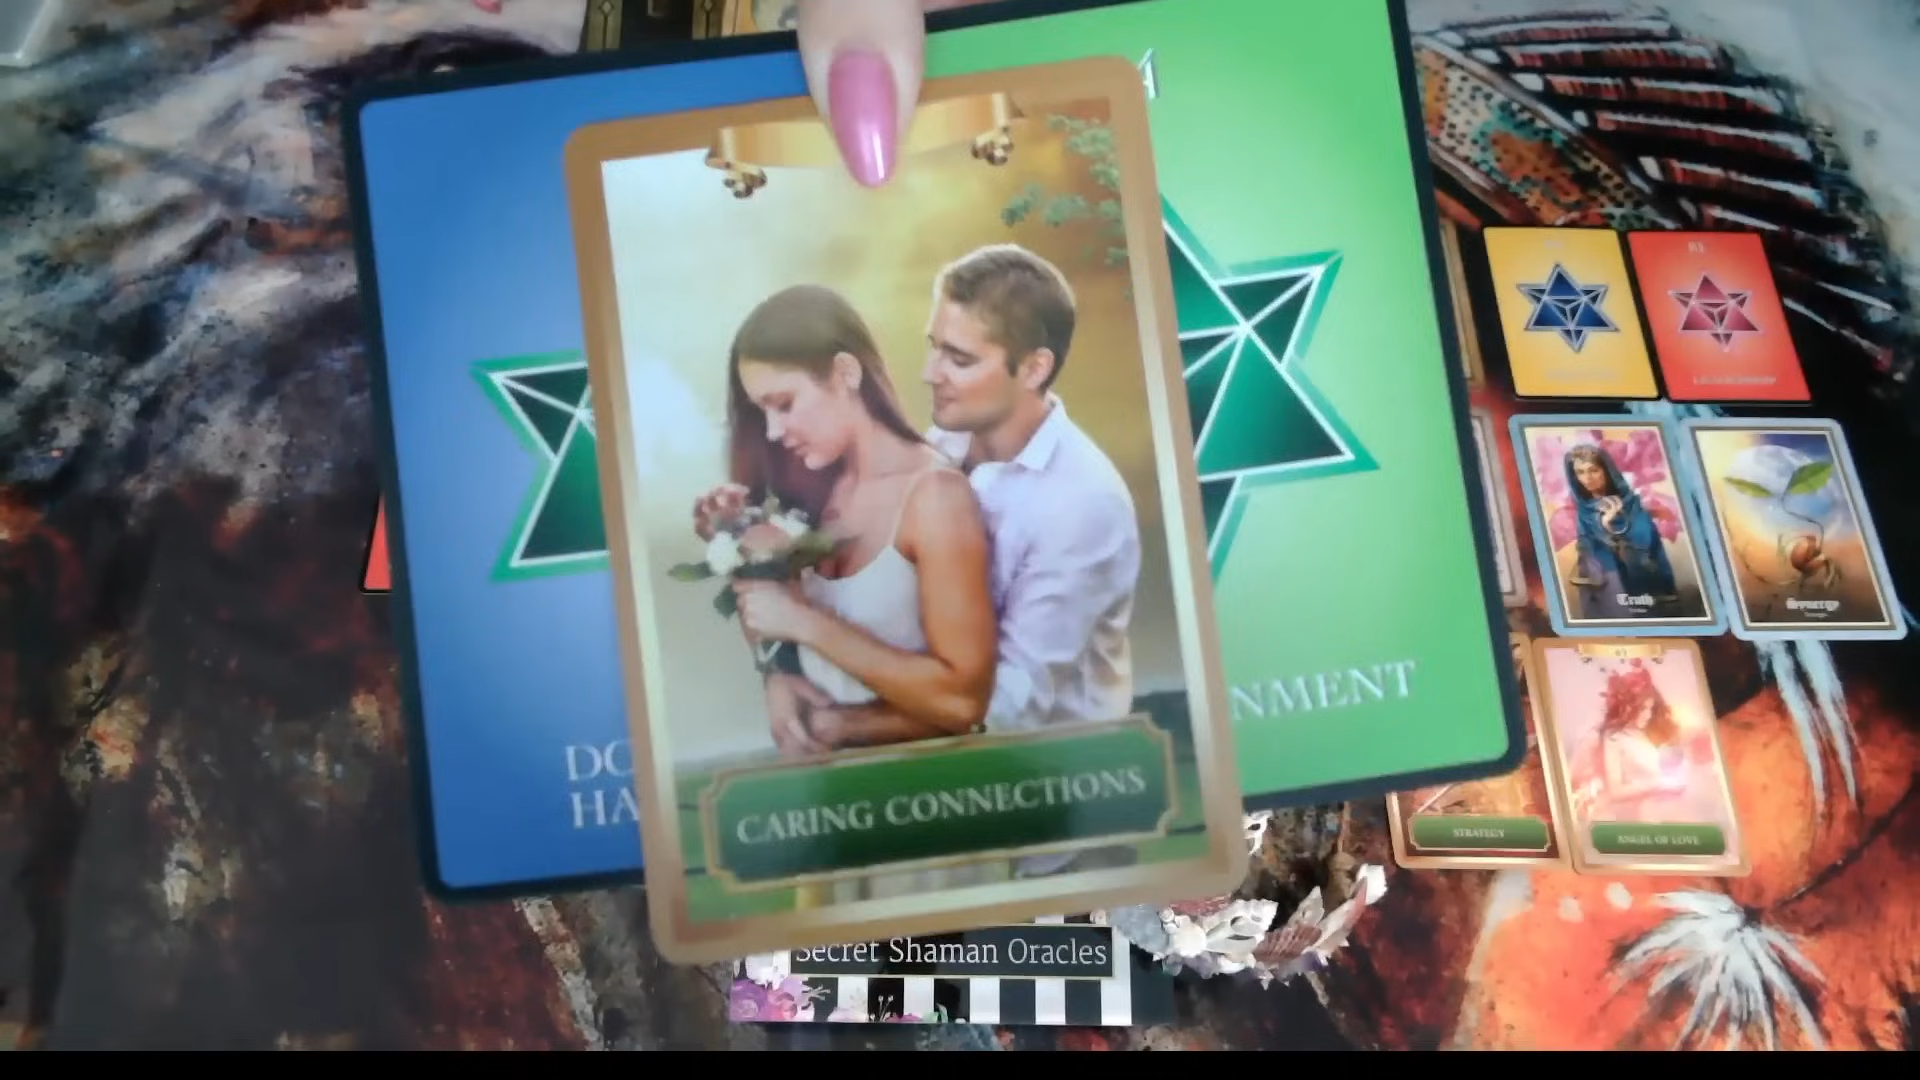 CARING CONNECTIONS
DO
HA
NMENT
Secret Shaman Oracles
Truth
Synergy
STRATEGY
ANGEL OF LOVE